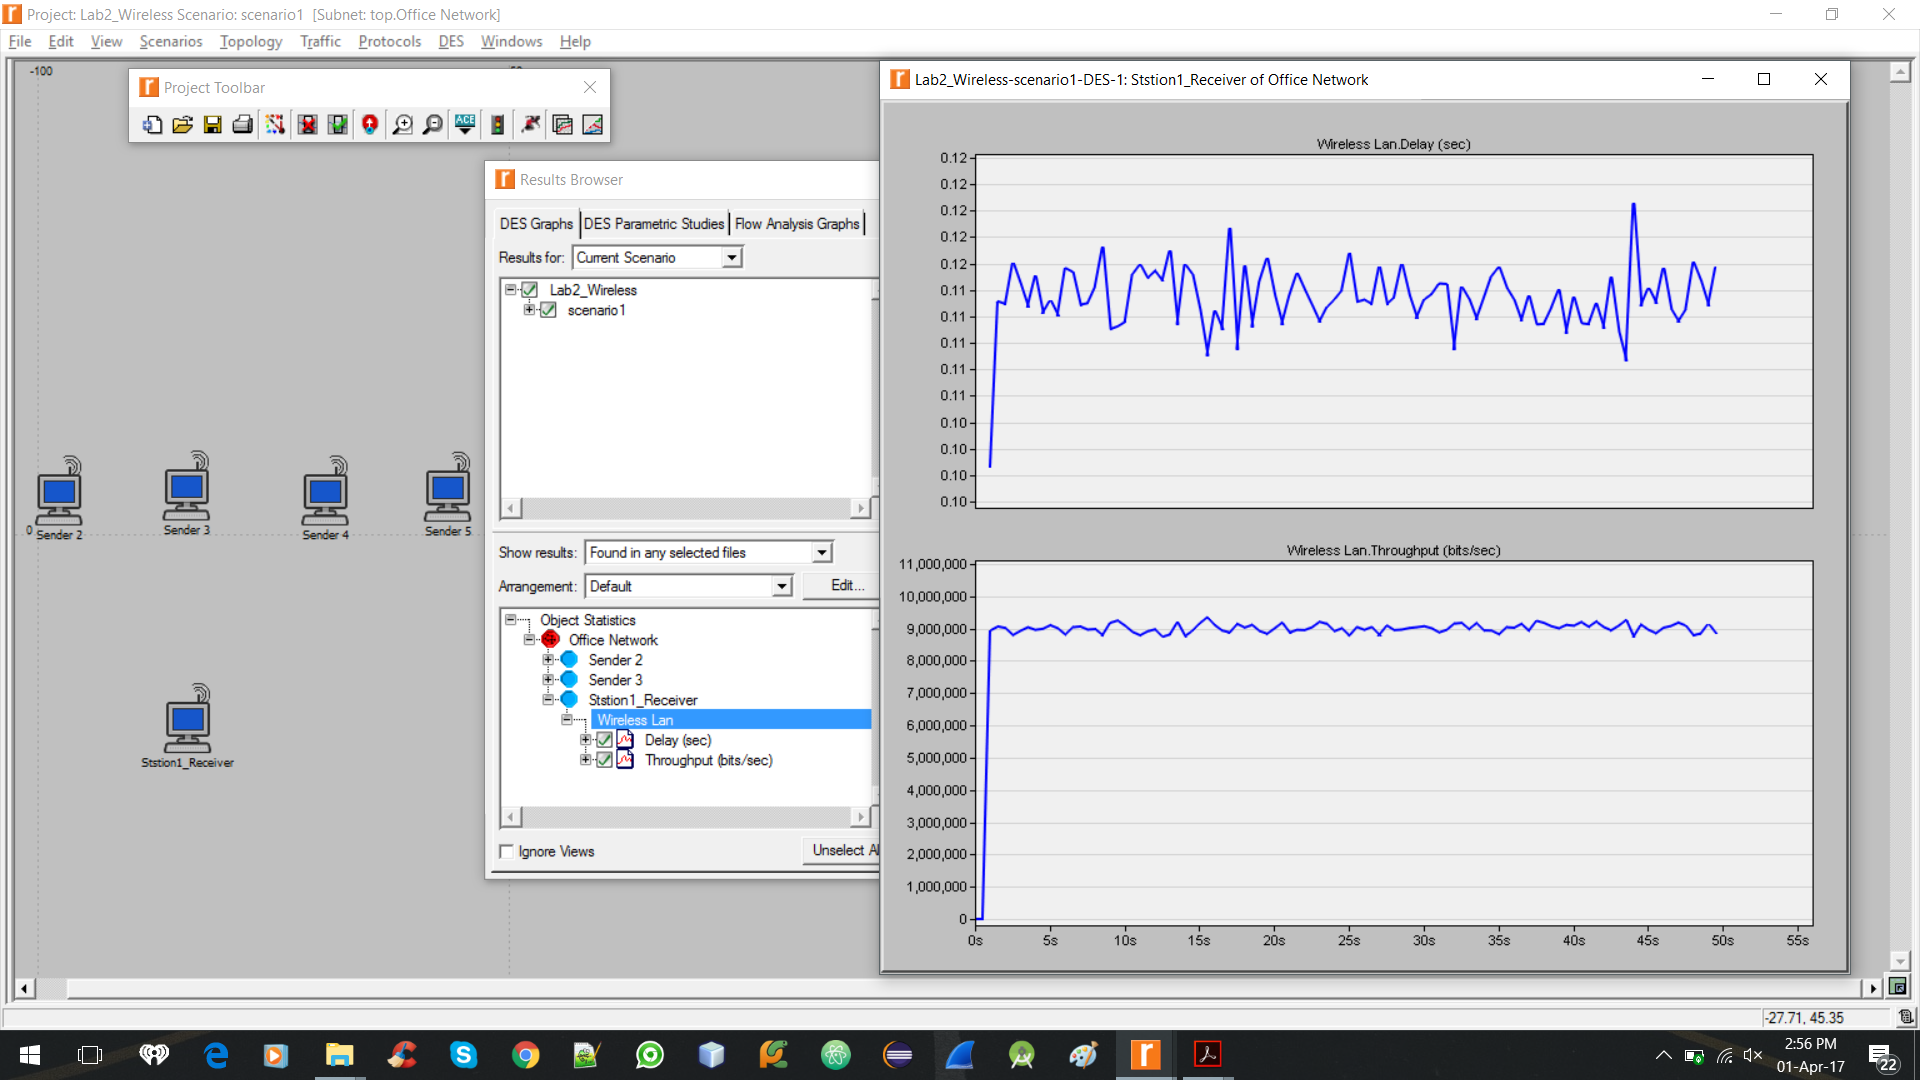 Project: Lab2_Wireless Scenario: scenario1 [Subnet: top.Office Network]
File Edit View Scenarios Topology Traffic Protocols DES Windows Help
-100
Project Toolbar
ACE
Results Browser
DES Graphs DES Parametric Studies Flow Analysis Graphs
Results for: Current Scenario
Lab2_Wireless
scenario1
0
Sender 2
Sender 3
Sender 4
Sender 5
Ststion1_Receiver
Show results: Found in any selected files
Arrangement: Default Edit...
Object Statistics
Office Network
Sender 2
Sender 3
Ststion1_Receiver
Wireless Lan
Delay (sec)
Throughput (bits/sec)
Ignore Views
Unselect Al
Lab2_Wireless-scenario1-DES-1: Ststion1_Receiver of Office Network
Wireless Lan.Delay (sec)
0.12
0.12
0.12
0.12
0.12
0.11
0.11
0.11
0.11
0.11
0.10
0.10
0.10
0.10
Wireless Lan.Throughput (bits/sec)
11,000,000
10,000,000
9,000,000
8,000,000
7,000,000
6,000,000
5,000,000
4,000,000
3,000,000
2,000,000
1,000,000
0
0s 5s 10s 15s 20s 25s 30s 35s 40s 45s 50s 55s
-27.71, 45.35
2:56 PM
01-Apr-17
22